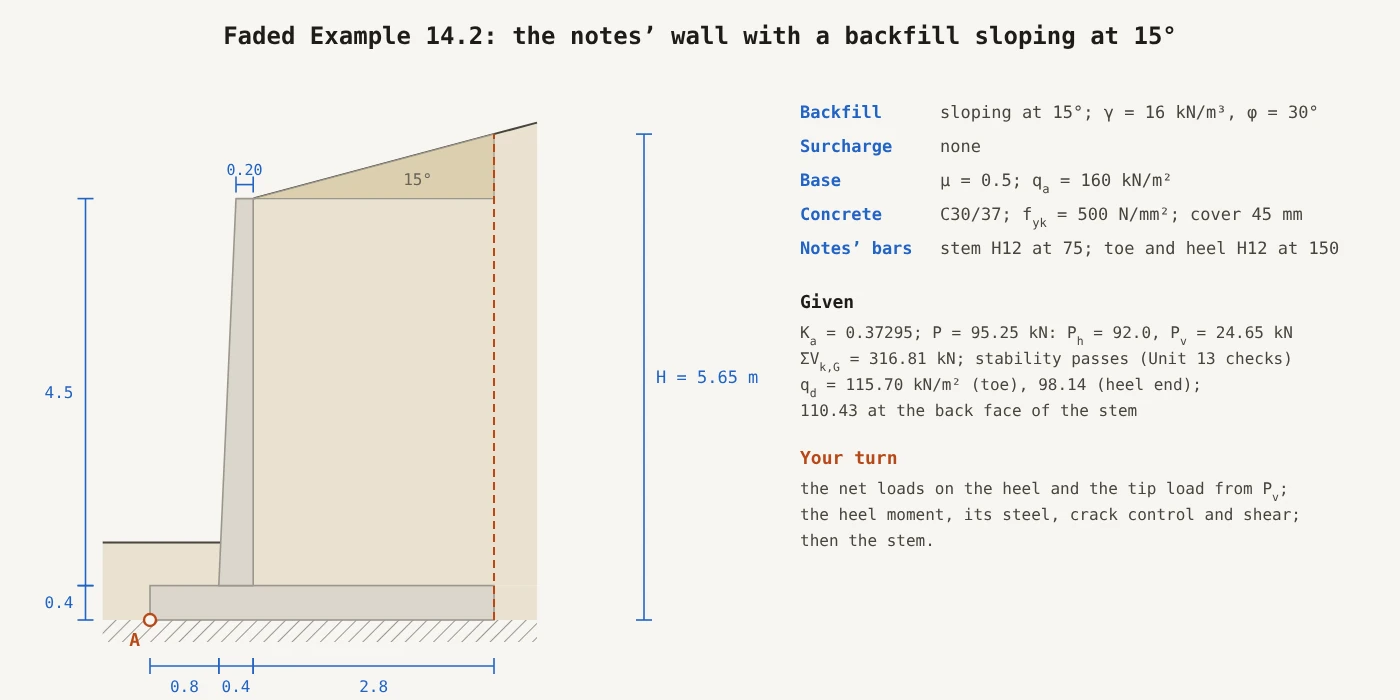 Faded Example 14.2: the notes’ wall with a backfill sloping at 15°
0.20
15°
4.5
H = 5.65 m
0.4
A
0.8
0.4
2.8
Backfill sloping at 15°; γ = 16 kN/m³, φ = 30°
Surcharge none
Base μ = 0.5; qa = 160 kN/m²
Concrete C30/37; fyk = 500 N/mm²; cover 45 mm
Notes’ bars stem H12 at 75; toe and heel H12 at 150
Given
Ka = 0.37295; P = 95.25 kN: Ph = 92.0, Pv = 24.65 kN
ΣVk,G = 316.81 kN; stability passes (Unit 13 checks)
qd = 115.70 kN/m² (toe), 98.14 (heel end);
110.43 at the back face of the stem
Your turn
the net loads on the heel and the tip load from Pv;
the heel moment, its steel, crack control and shear;
then the stem.